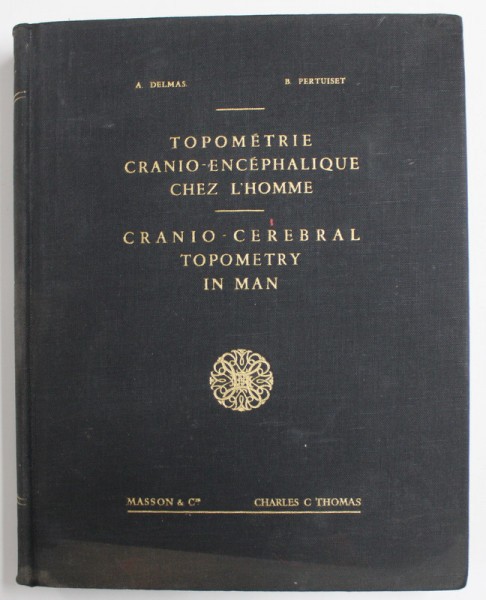 A. DELMAS. B. PERTUISET
TOPOMÉTRIE
CRANIO-ENCÉPHALIQUE
CHEZ L'HOMME
CRANIO-CEREBRAL
TOPOMETRY
IN MAN
MASSON & Cie CHARLES C THOMAS